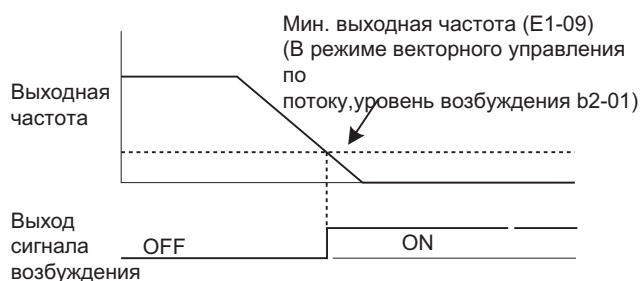 Мин. выходная частота (E1-09)
(В режиме векторного управления
по
потоку,уровень возбуждения b2-01)
Выходная
частота
Выход
сигнала
возбуждения
OFF
ON